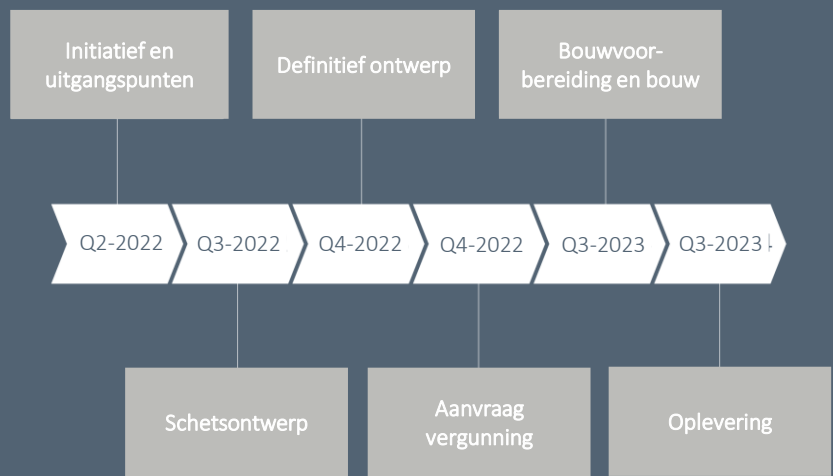 Initiatief en
uitgangspunten
Definitief ontwerp
Bouwvoor-
bereiding en bouw
Q2-2022
Q3-2022
Q4-2022
Q4-2022
Q3-2023
Q3-2023
Schetsontwerp
Aanvraag
vergunning
Oplevering